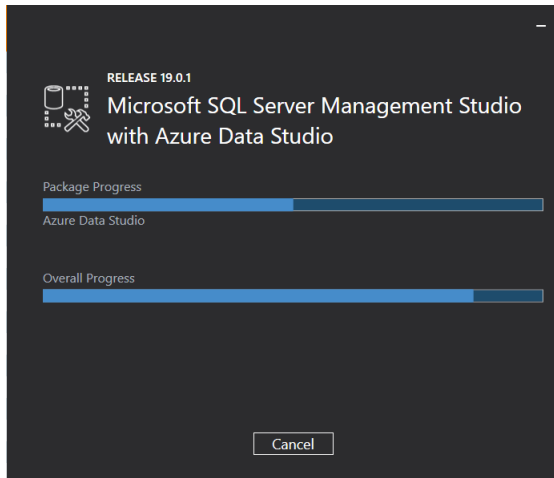 RELEASE 19.0.1
Microsoft SQL Server Management Studio
with Azure Data Studio
Package Progress
Azure Data Studio
Overall Progress
Cancel